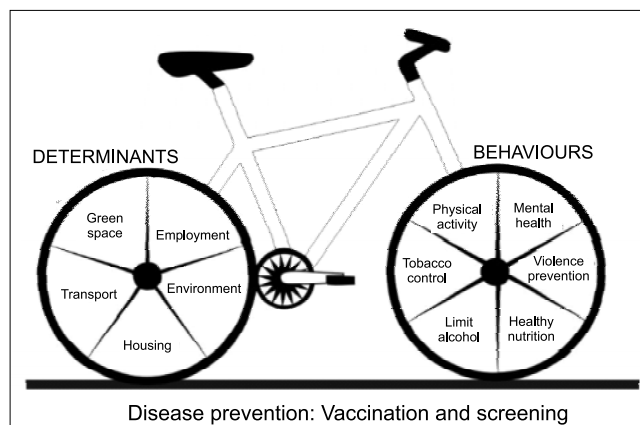 DETERMINANTS
Green
space
Employment
Transport
Environment
Housing
BEHAVIOURS
Physical
activity
Mental
health
Tobacco
control
Violence
prevention
Limit
alcohol
Healthy
nutrition
Disease prevention: Vaccination and screening